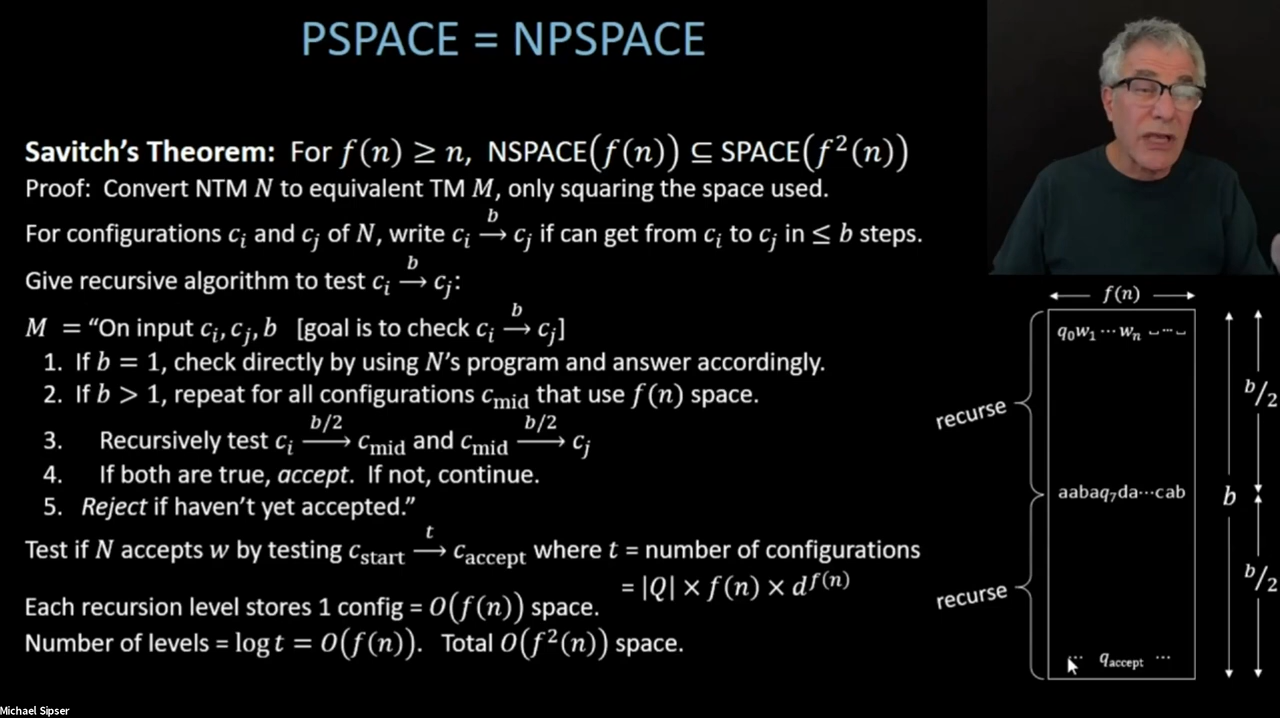 PSPACE = NPSPACE
Savitch's Theorem: For f(n) ≥ n, NSPACE(f(n)) ⊆ SPACE(f²(n))
Proof: Convert NTM N to equivalent TM M, only squaring the space used.
For configurations cᵢ and cⱼ of N, write cᵢ –b→ cⱼ if can get from cᵢ to cⱼ in ≤ b steps.
Give recursive algorithm to test cᵢ –b→ cⱼ:
M = “On input cᵢ, cⱼ, b [goal is to check cᵢ –b→ cⱼ]
1. If b = 1, check directly by using N's program and answer accordingly.
2. If b > 1, repeat for all configurations c_mid that use f(n) space.
3. Recursively test cᵢ –b/2→ c_mid and c_mid –b/2→ cⱼ
4. If both are true, accept. If not, continue.
5. Reject if haven't yet accepted.”
Test if N accepts w by testing c_start –t→ c_accept where t = number of configurations
= |Q| × f(n) × d^f(n)
Each recursion level stores 1 config = O(f(n)) space.
Number of levels = log t = O(f(n)). Total O(f²(n)) space.
f(n)
q₀w₁ ⋯ wₙ ⌴⋯⌴
b/2
recurse
aabaq₇da⋯cab
b
b/2
recurse
⋯ q_accept ⋯
Michael Sipser